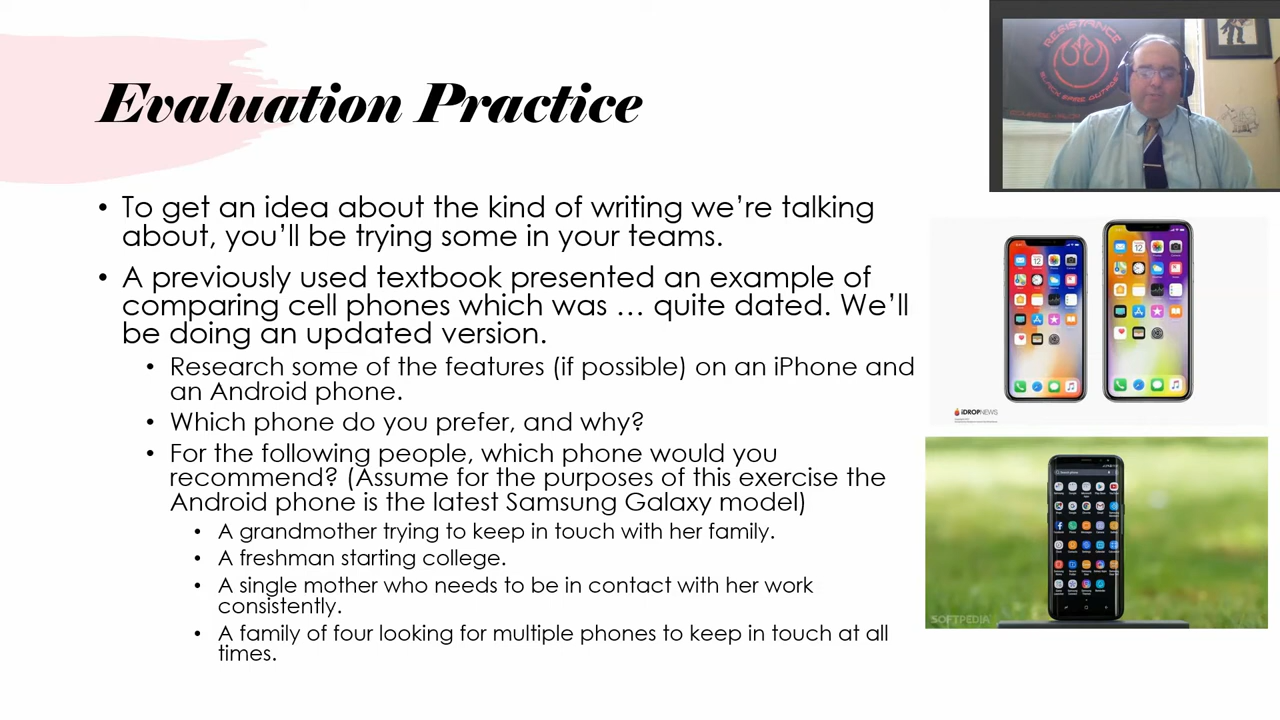 Evaluation Practice
• To get an idea about the kind of writing we’re talking
about, you’ll be trying some in your teams.
• A previously used textbook presented an example of
comparing cell phones which was … quite dated. We’ll
be doing an updated version.
• Research some of the features (if possible) on an iPhone and
an Android phone.
• Which phone do you prefer, and why?
• For the following people, which phone would you
recommend? (Assume for the purposes of this exercise the
Android phone is the latest Samsung Galaxy model)
• A grandmother trying to keep in touch with her family.
• A freshman starting college.
• A single mother who needs to be in contact with her work
consistently.
• A family of four looking for multiple phones to keep in touch at all
times.
RESISTANCE
iDROPNEWS
SOFTPEDIA